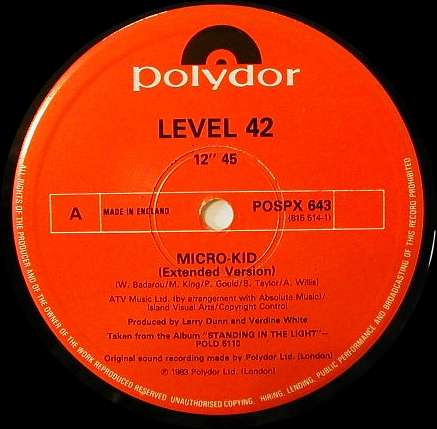 polydor
LEVEL 42
12" 45
A
MADE IN ENGLAND
POSPX 643
(815 514-1)
MICRO-KID
(Extended Version)
(W. Badarou/M. King/P. Gould/B. Taylor/A. Willis)
ATV Music Ltd. (by arrangement with Absolute Music)/
Island Visual Arts/Copyright Control
Produced by Larry Dunn and Verdine White
Taken from the Album: "STANDING IN THE LIGHT"—
POLD 5110
Original sound recording made by Polydor Ltd. (London)
℗ 1983 Polydor Ltd. (London)
ALL RIGHTS OF THE PRODUCER AND OF THE OWNER OF THE WORK REPRODUCED RESERVED UNAUTHORISED COPYING, HIRING, LENDING, PUBLIC PERFORMANCE AND BROADCASTING OF THIS RECORD PROHIBITED